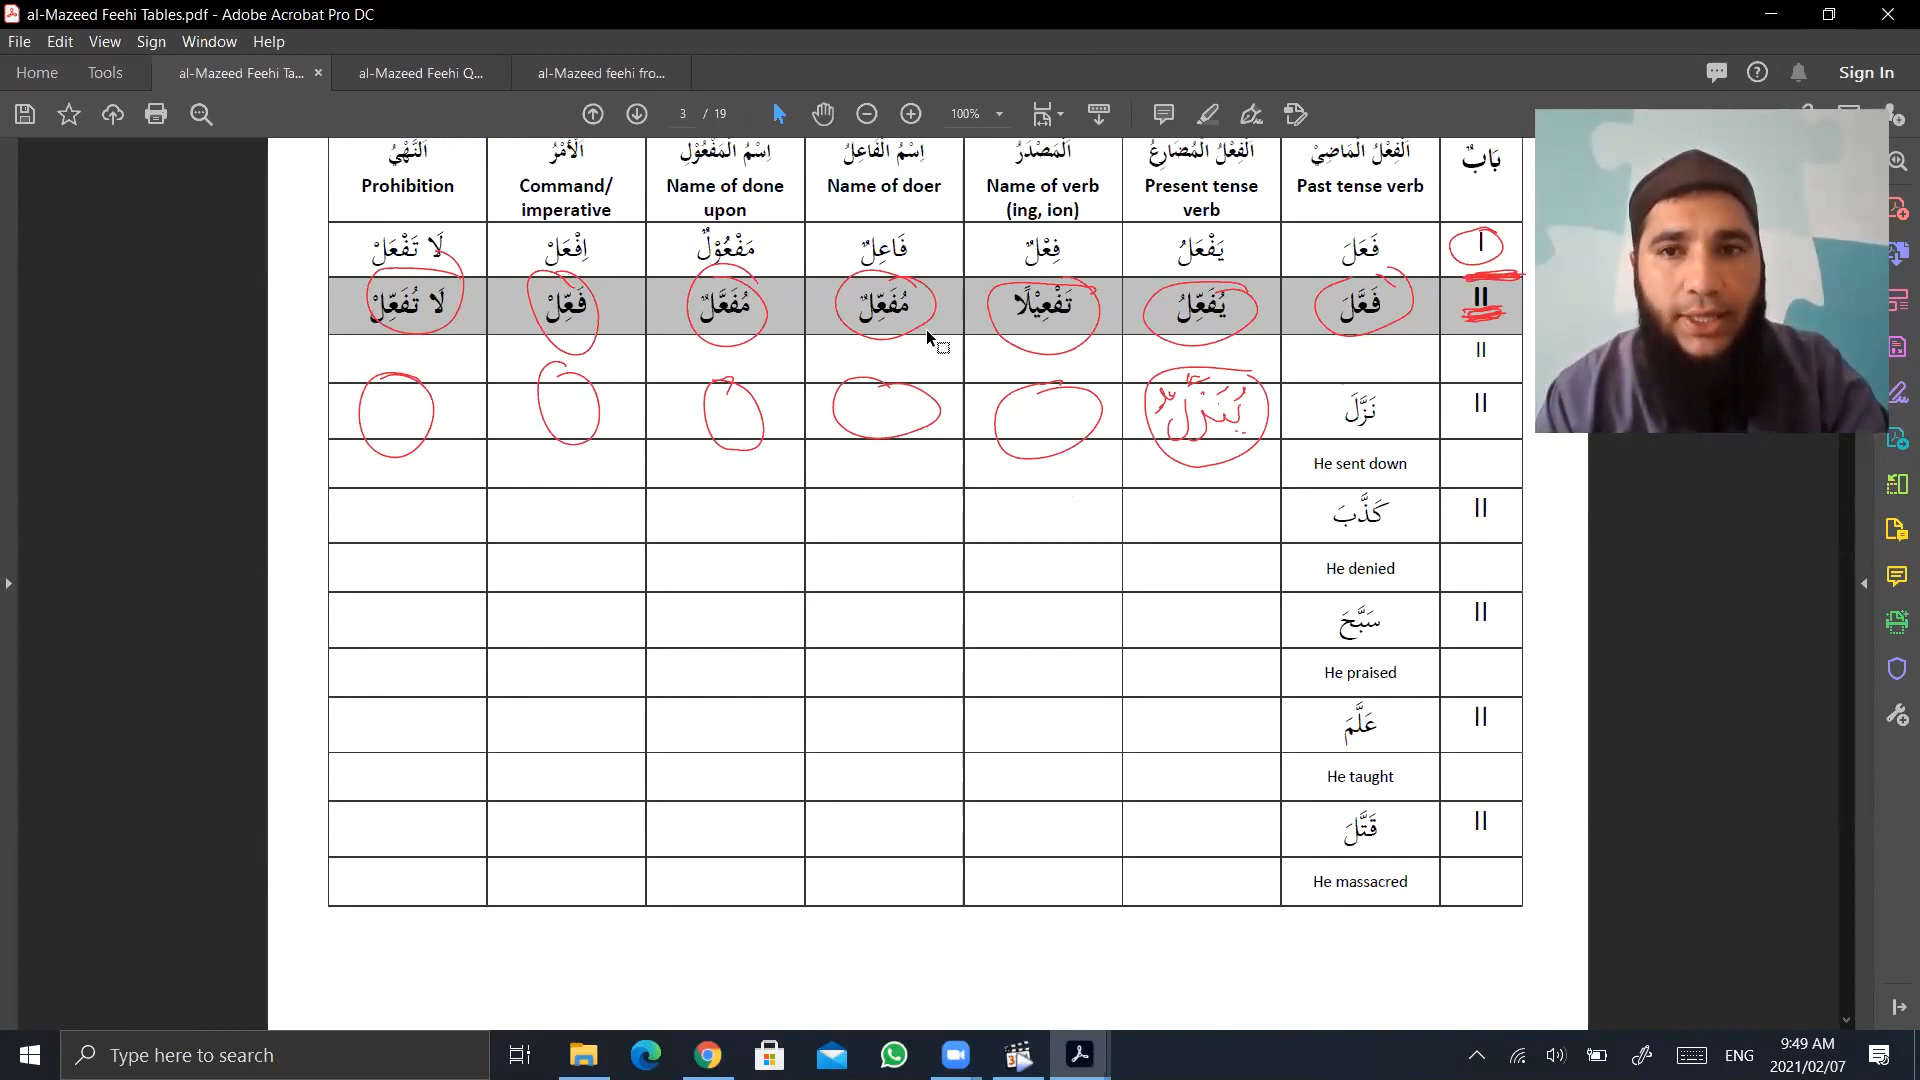 al-Mazeed Feehi Tables.pdf - Adobe Acrobat Pro DC
File Edit View Sign Window Help
Home Tools al-Mazeed Feehi Ta... × al-Mazeed Feehi Q... al-Mazeed feehi fro... Sign In
3 / 19 100%
بَابٌ اَلْفِعْلُ الْمَاضِيْ اَلْفِعْلُ الْمُضَارِعُ اَلْمَصْدَرُ اِسْمُ الْفَاعِلُ اِسْمُ الْمَفْعُوْلِ اَلْأَمْرُ اَلنَّهْيُ
Past tense verb Present tense verb Name of verb (ing, ion) Name of doer Name of done upon Command/ imperative Prohibition
I فَعَلَ يَفْعَلُ فِعْلٌ فَاعِلٌ مَفْعُوْلٌ اِفْعَلْ لَا تَفْعَلْ
II فَعَّلَ يُفَعِّلُ تَفْعِيْلًا مُفَعِّلٌ مُفَعَّلٌ فَعِّلْ لَا تُفَعِّلْ
II
II نَزَّلَ يُنَزِّلُ
He sent down
II كَذَّبَ
He denied
II سَبَّحَ
He praised
II عَلَّمَ
He taught
II قَتَّلَ
He massacred
Type here to search
ENG 9:49 AM
2021/02/07